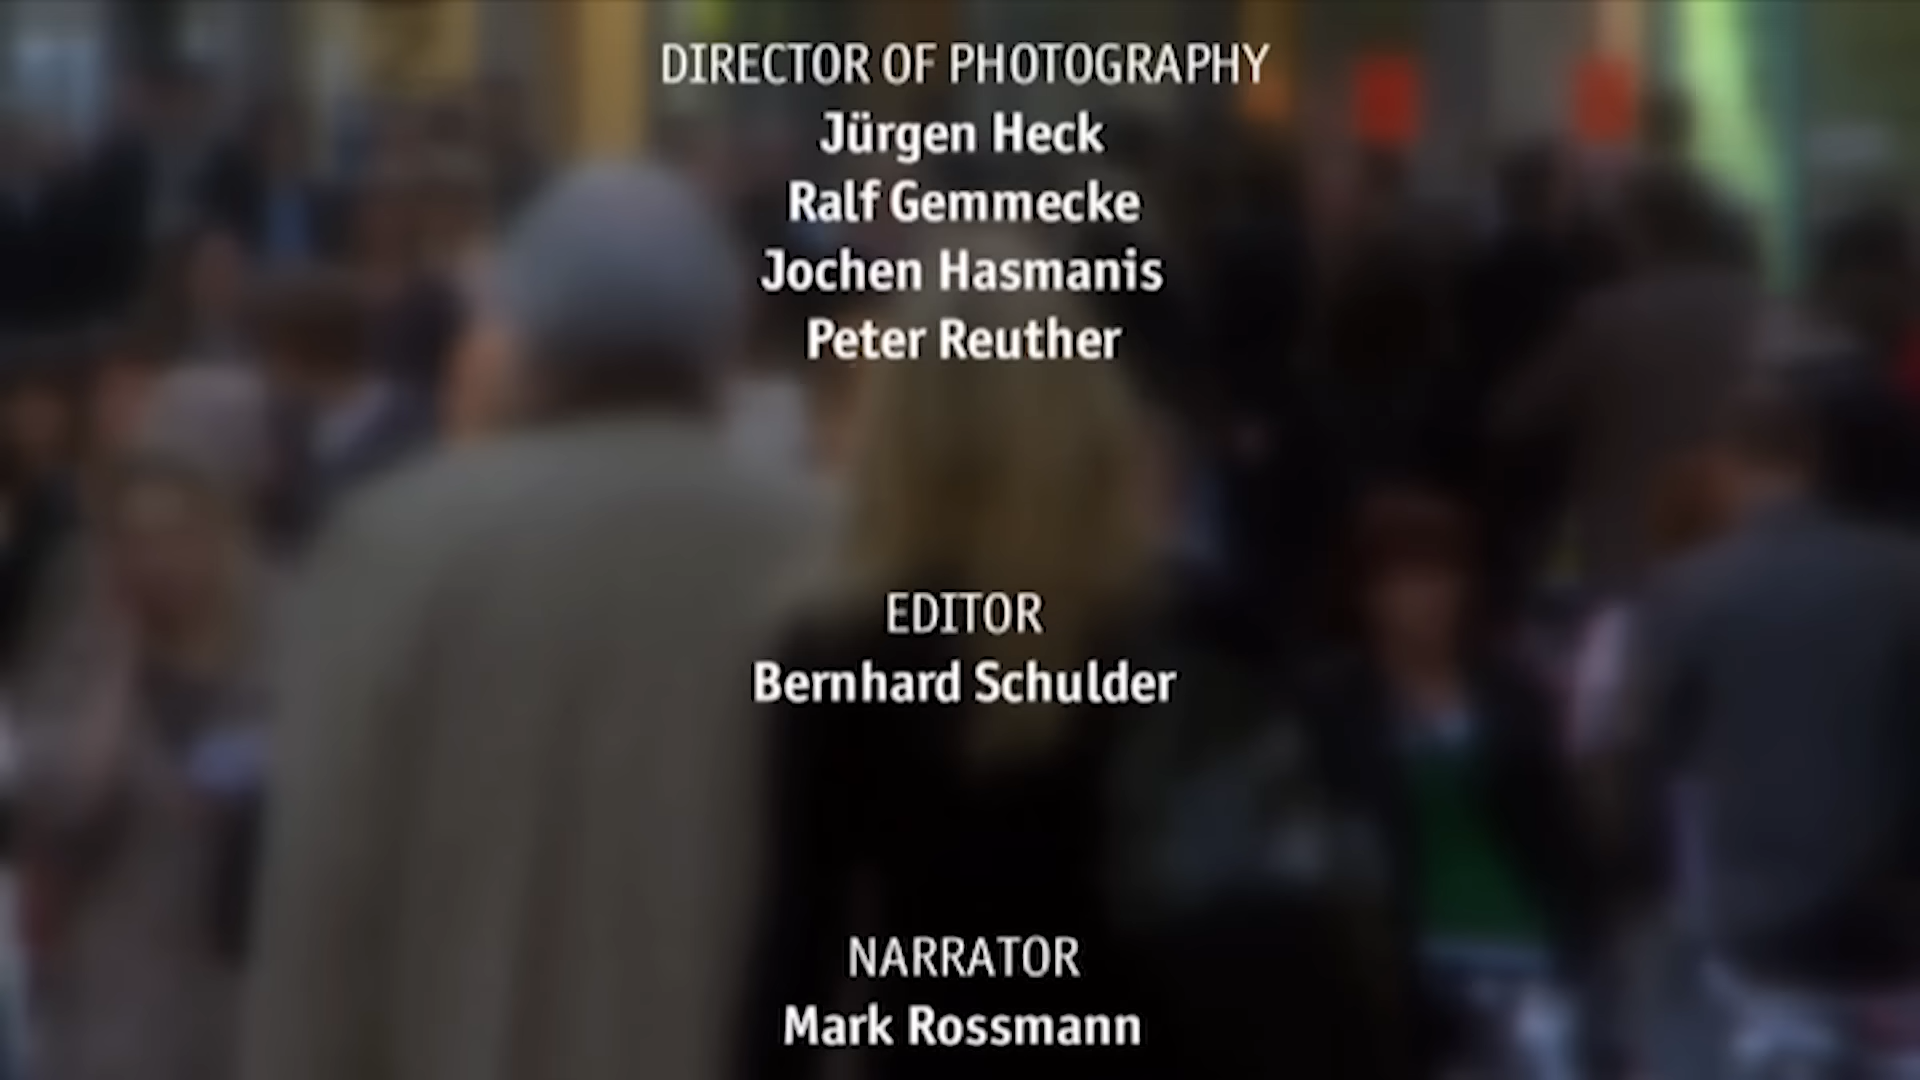 DIRECTOR OF PHOTOGRAPHY
Jürgen Heck
Ralf Gemmecke
Jochen Hasmanis
Peter Reuther
EDITOR
Bernhard Schulder
NARRATOR
Mark Rossmann